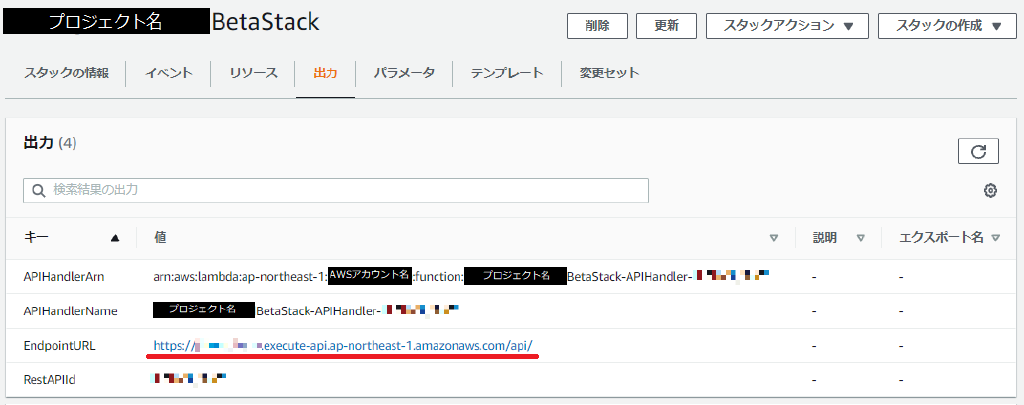 プロジェクト名 BetaStack
削除 更新 スタックアクション ▼ スタックの作成 ▼
スタックの情報 イベント リソース 出力 パラメータ テンプレート 変更セット
出力 (4)
検索結果の出力
キー ▲ 値 ▽ 説明 ▽ エクスポート名 ▽
APIHandlerArn arn:aws:lambda:ap-northeast-1:AWSアカウント名:function:プロジェクト名BetaStack-APIHandler- - -
APIHandlerName プロジェクト名BetaStack-APIHandler- - -
EndpointURL https://.execute-api.ap-northeast-1.amazonaws.com/api/ - -
RestAPIId - -